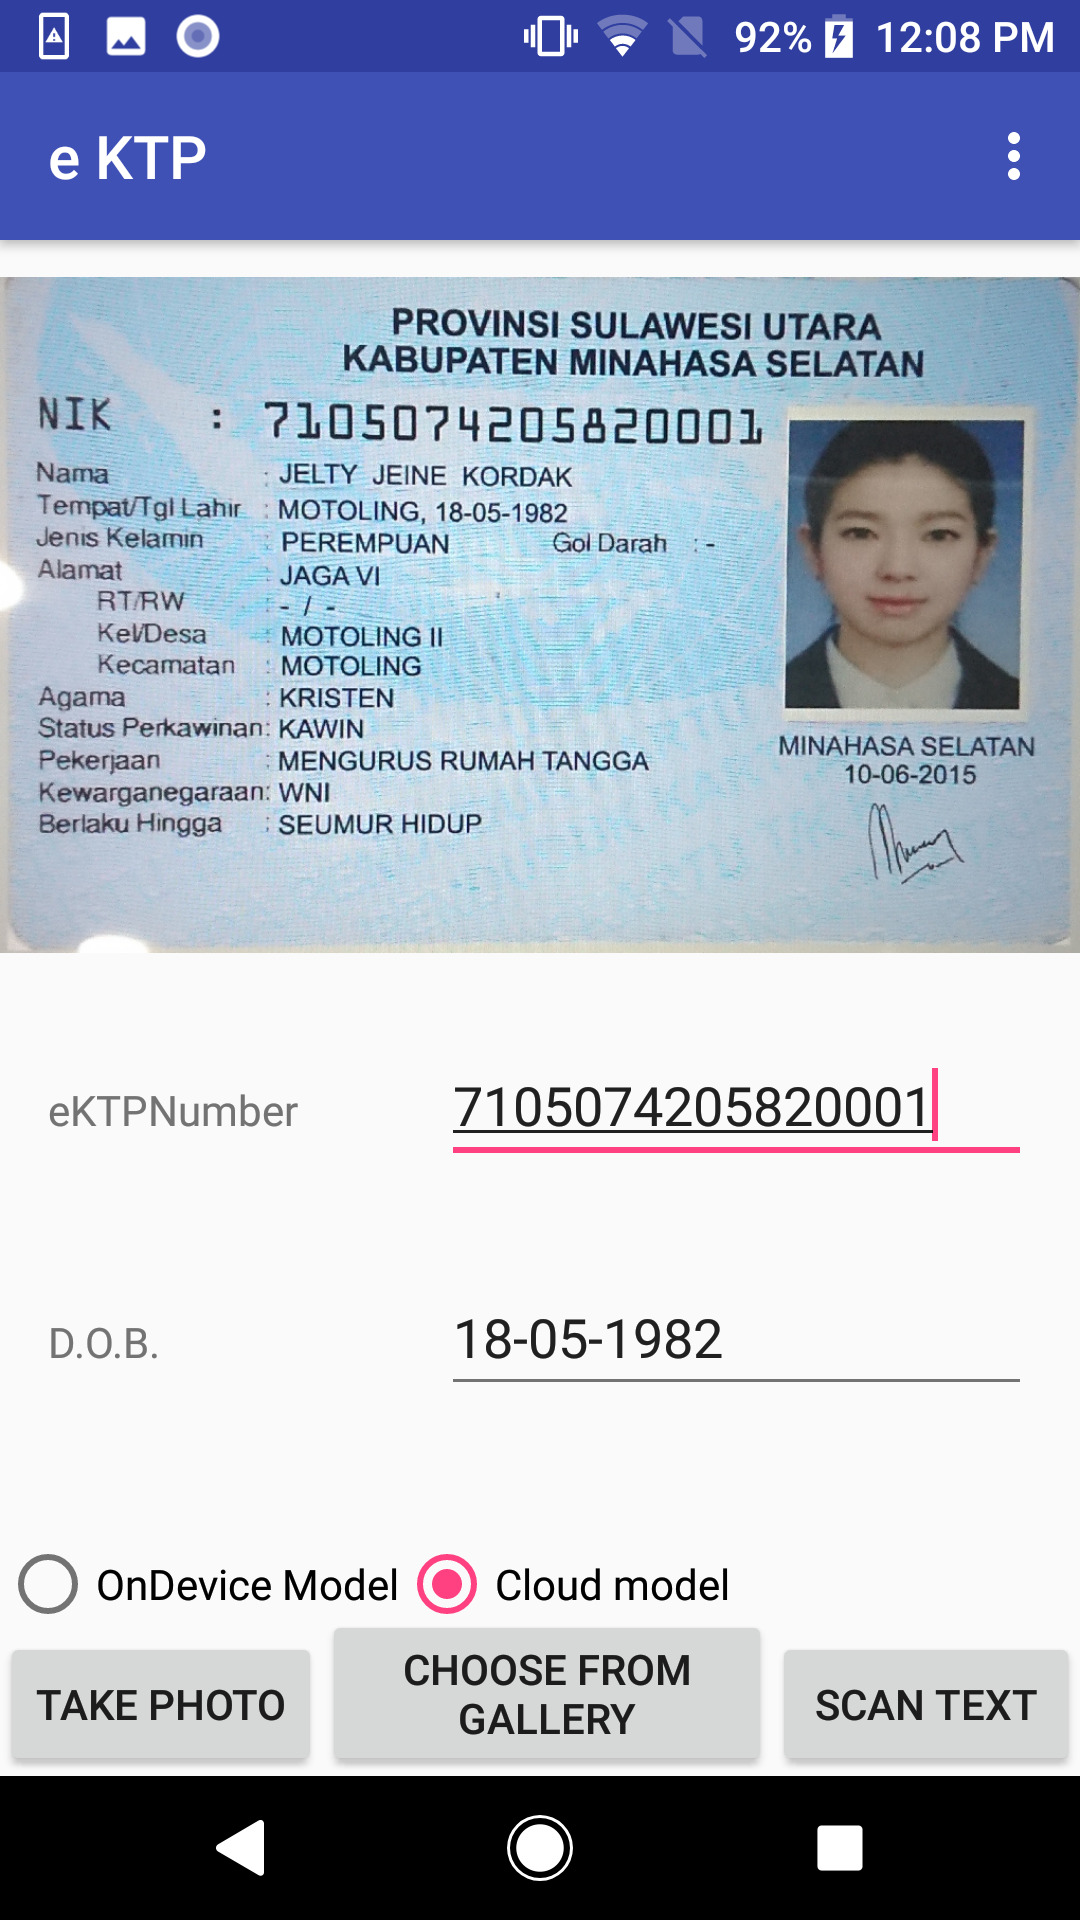 92% 12:08 PM
e KTP
PROVINSI SULAWESI UTARA
KABUPATEN MINAHASA SELATAN
NIK : 7105074205820001
Nama : JELTY JEINE KORDAK
Tempat/Tgl Lahir : MOTOLING, 18-05-1982
Jenis Kelamin : PEREMPUAN Gol Darah : -
Alamat : JAGA VI
RT/RW : - / -
Kel/Desa : MOTOLING II
Kecamatan : MOTOLING
Agama : KRISTEN
Status Perkawinan: KAWIN
Pekerjaan : MENGURUS RUMAH TANGGA
Kewarganegaraan: WNI
Berlaku Hingga : SEUMUR HIDUP
MINAHASA SELATAN
10-06-2015
eKTPNumber 7105074205820001
D.O.B. 18-05-1982
OnDevice Model Cloud model
TAKE PHOTO
CHOOSE FROM
GALLERY
SCAN TEXT